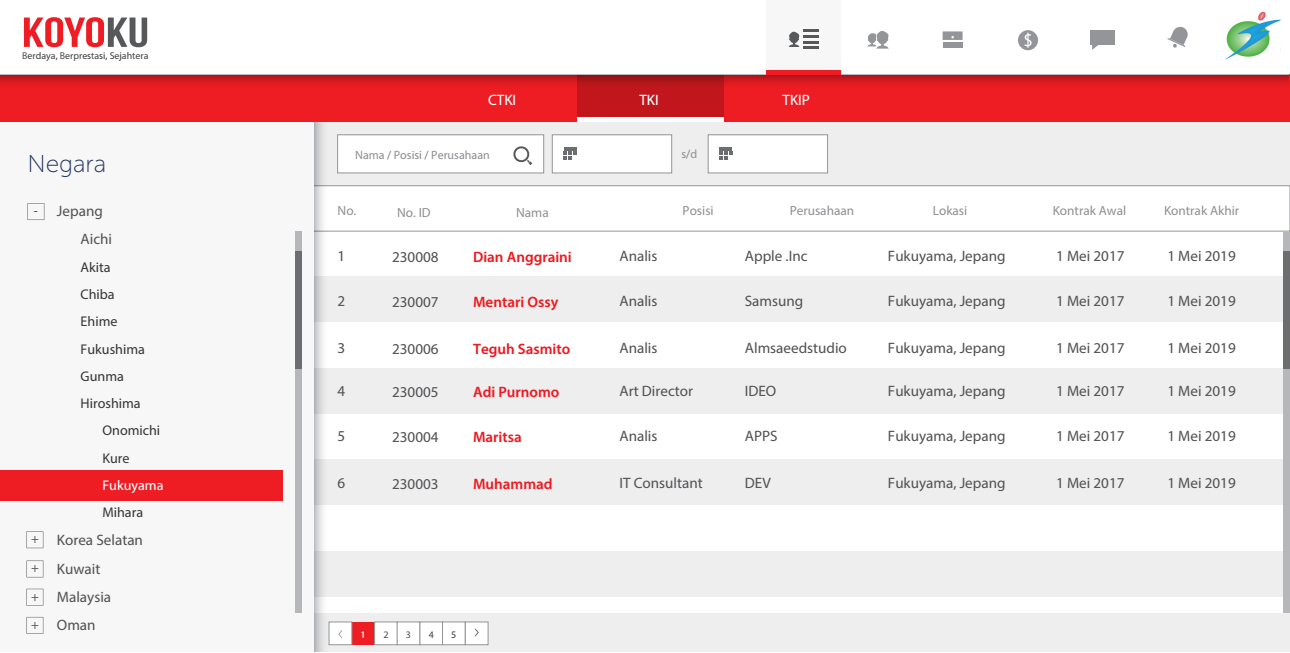 KOYOKU
Berdaya, Berprestasi, Sejahtera
$
CTKI TKI TKIP
Negara
- Jepang
Aichi
Akita
Chiba
Ehime
Fukushima
Gunma
Hiroshima
Onomichi
Kure
Fukuyama
Mihara
+ Korea Selatan
+ Kuwait
+ Malaysia
+ Oman
Nama / Posisi / Perusahaan s/d
No. No. ID Nama Posisi Perusahaan Lokasi Kontrak Awal Kontrak Akhir
1 230008 Dian Anggraini Analis Apple .Inc Fukuyama, Jepang 1 Mei 2017 1 Mei 2019
2 230007 Mentari Ossy Analis Samsung Fukuyama, Jepang 1 Mei 2017 1 Mei 2019
3 230006 Teguh Sasmito Analis Almsaeedstudio Fukuyama, Jepang 1 Mei 2017 1 Mei 2019
4 230005 Adi Purnomo Art Director IDEO Fukuyama, Jepang 1 Mei 2017 1 Mei 2019
5 230004 Maritsa Analis APPS Fukuyama, Jepang 1 Mei 2017 1 Mei 2019
6 230003 Muhammad IT Consultant DEV Fukuyama, Jepang 1 Mei 2017 1 Mei 2019
< 1 2 3 4 5 >